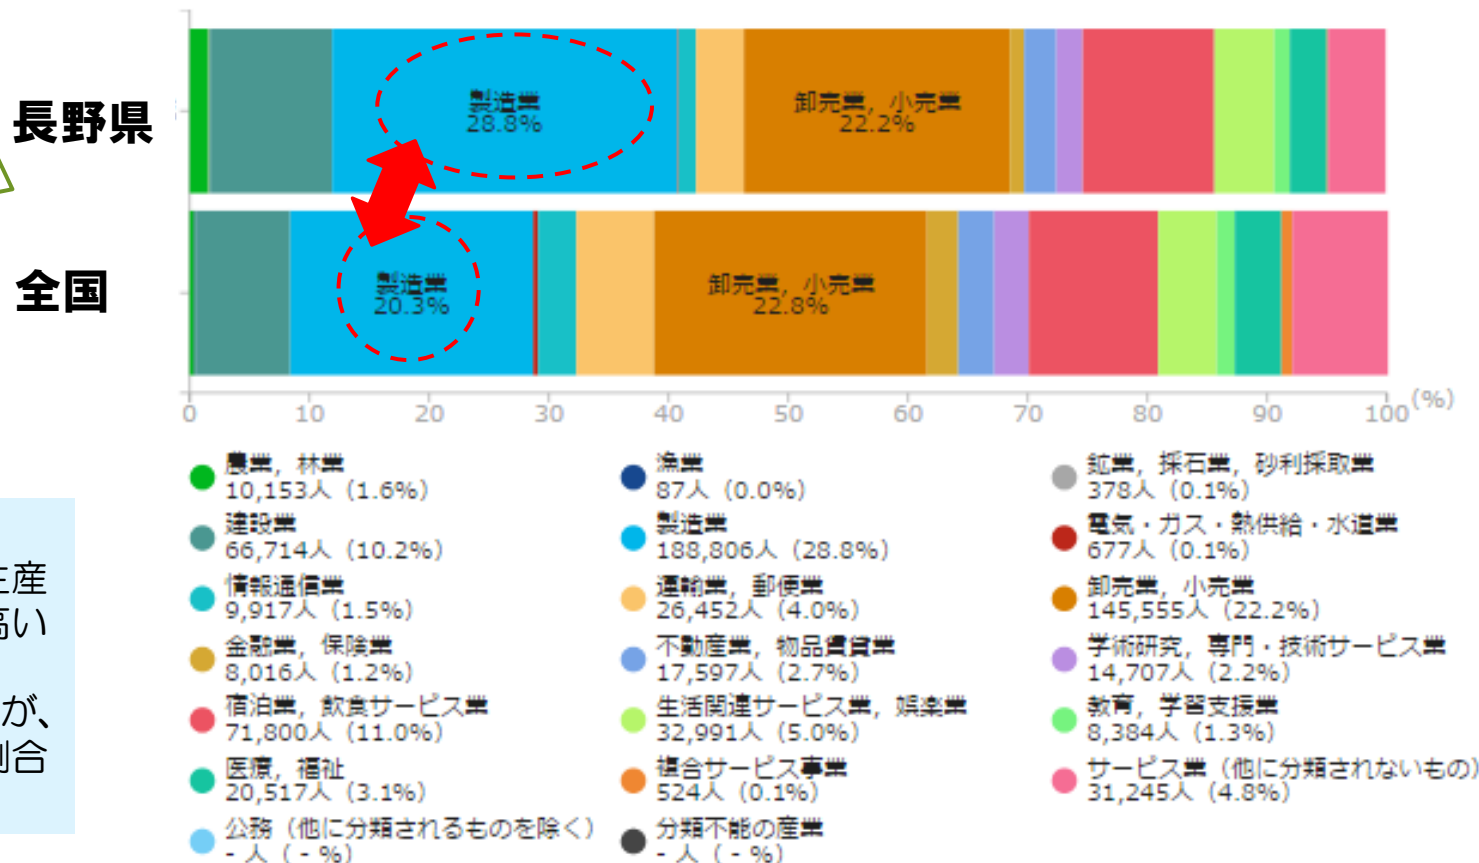 長野県
製造業
28.8%
卸売業, 小売業
22.2%
全国
製造業
20.3%
卸売業, 小売業
22.8%
0
10
20
30
40
50
60
70
80
90
100
(%)
農業, 林業
10,153人 (1.6%)
漁業
87人 (0.0%)
鉱業, 採石業, 砂利採取業
378人 (0.1%)
建設業
66,714人 (10.2%)
製造業
188,806人 (28.8%)
電気・ガス・熱供給・水道業
677人 (0.1%)
情報通信業
9,917人 (1.5%)
運輸業, 郵便業
26,452人 (4.0%)
卸売業, 小売業
145,555人 (22.2%)
金融業, 保険業
8,016人 (1.2%)
不動産業, 物品賃貸業
17,597人 (2.7%)
学術研究, 専門・技術サービス業
14,707人 (2.2%)
宿泊業, 飲食サービス業
71,800人 (11.0%)
生活関連サービス業, 娯楽業
32,991人 (5.0%)
教育, 学習支援業
8,384人 (1.3%)
医療, 福祉
20,517人 (3.1%)
複合サービス事業
524人 (0.1%)
サービス業 (他に分類されないもの)
31,245人 (4.8%)
公務 (他に分類されるものを除く)
- 人 ( - %)
分類不能の産業
- 人 ( - %)
生産
高い
が、
割合